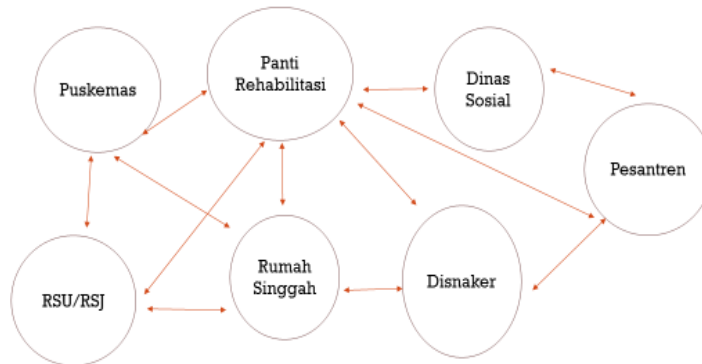 Puskemas
Panti
Rehabilitasi
Dinas
Sosial
Pesantren
RSU/RSJ
Rumah
Singgah
Disnaker